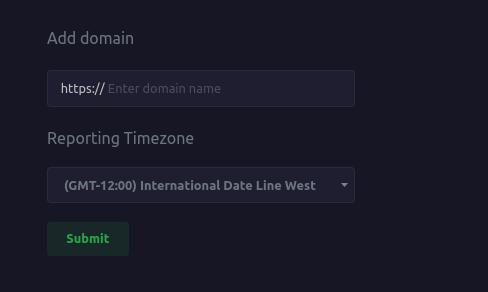 Add domain
https:// Enter domain name
Reporting Timezone
(GMT-12:00) International Date Line West
Submit